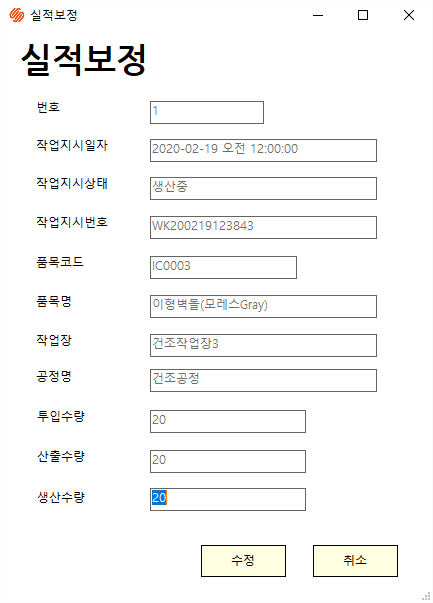 실적보정
실적보정
번호 1
작업지시일자 2020-02-19 오전 12:00:00
작업지시상태 생산중
작업지시번호 WK200219123843
품목코드 IC0003
품목명 이형벽돌(모레스Gray)
작업장 건조작업장3
공정명 건조공정
투입수량 20
산출수량 20
생산수량 20
수정 취소